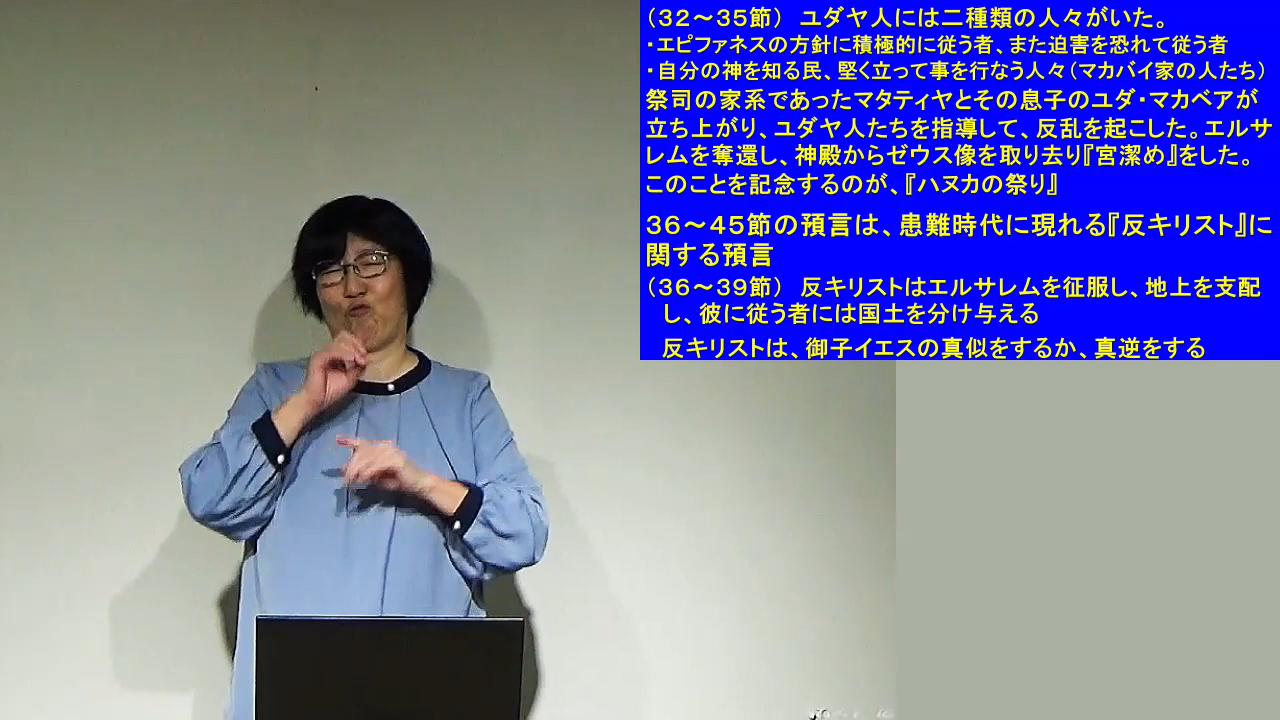 （３２～３５節）　ユダヤ人には二種類の人々がいた。
・エピファネスの方針に積極的に従う者、また迫害を恐れて従う者
・自分の神を知る民、堅く立って事を行なう人々（マカバイ家の人たち）
祭司の家系であったマタティヤとその息子のユダ・マカベアが
立ち上がり、ユダヤ人たちを指導して、反乱を起こした。エルサ
レムを奪還し、神殿からゼウス像を取り去り『宮潔め』をした。
このことを記念するのが、『ハヌカの祭り』
３６～４５節の預言は、患難時代に現れる『反キリスト』に
関する預言
（３６～３９節）　反キリストはエルサレムを征服し、地上を支配
し、彼に従う者には国土を分け与える
反キリストは、御子イエスの真似をするか、真逆をする